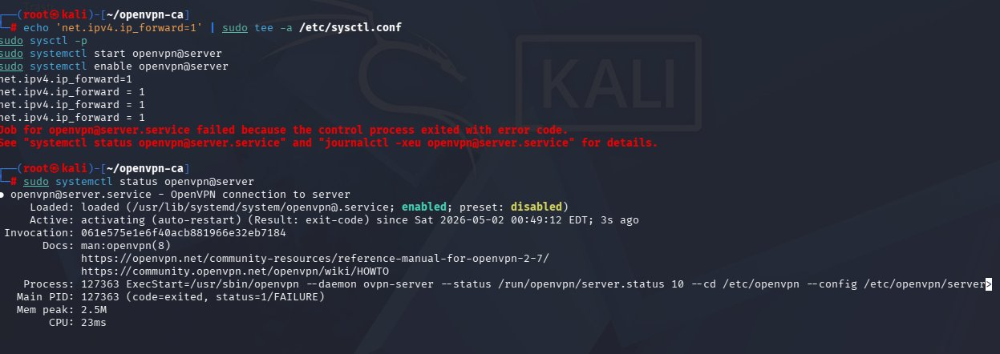 Trash
┌──(root㉿kali)-[~/openvpn-ca]
└─# echo 'net.ipv4.ip_forward=1' | sudo tee -a /etc/sysctl.conf
sudo sysctl -p
sudo systemctl start openvpn@server
sudo systemctl enable openvpn@server
net.ipv4.ip_forward=1
net.ipv4.ip_forward = 1
net.ipv4.ip_forward = 1
net.ipv4.ip_forward = 1
Job for openvpn@server.service failed because the control process exited with error code.
See "systemctl status openvpn@server.service" and "journalctl -xeu openvpn@server.service" for details.
┌──(root㉿kali)-[~/openvpn-ca]
└─# sudo systemctl status openvpn@server
● openvpn@server.service - OpenVPN connection to server
Loaded: loaded (/usr/lib/systemd/system/openvpn@.service; enabled; preset: disabled)
Active: activating (auto-restart) (Result: exit-code) since Sat 2026-05-02 00:49:12 EDT; 3s ago
Invocation: 061e575e1e6f40acb881966e32eb7184
Docs: man:openvpn(8)
https://openvpn.net/community-resources/reference-manual-for-openvpn-2-7/
https://community.openvpn.net/openvpn/wiki/HOWTO
Process: 127363 ExecStart=/usr/sbin/openvpn --daemon ovpn-server --status /run/openvpn/server.status 10 --cd /etc/openvpn --config /etc/openvpn/server>
Main PID: 127363 (code=exited, status=1/FAILURE)
Mem peak: 2.5M
CPU: 23ms
KALI